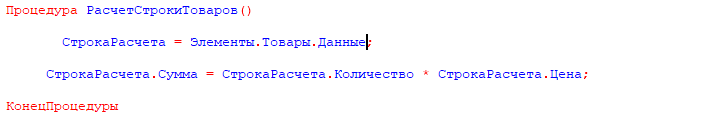 Процедура РасчетСтрокиТоваров()
СтрокаРасчета = Элементы.Товары.Данные;
СтрокаРасчета.Сумма = СтрокаРасчета.Количество * СтрокаРасчета.Цена;
КонецПроцедуры